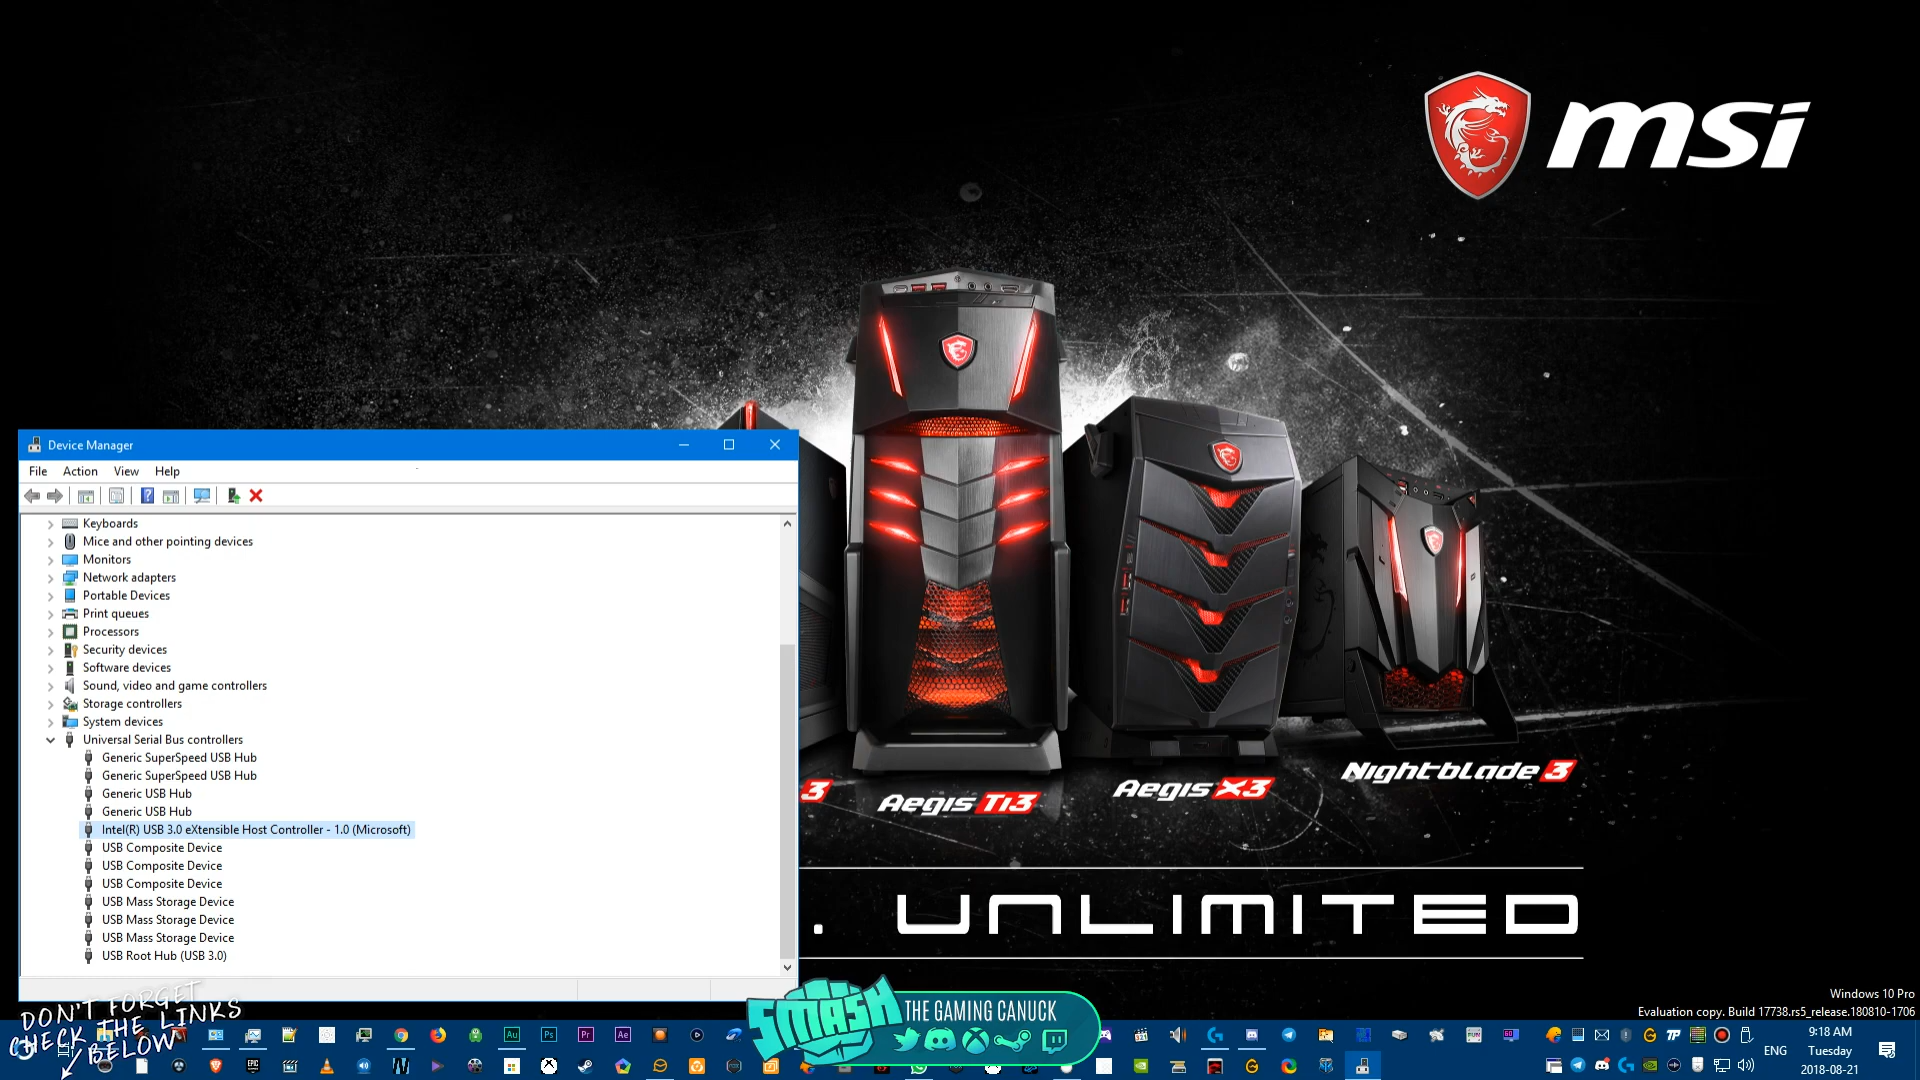 msi
Device Manager
File Action View Help
Keyboards
Mice and other pointing devices
Monitors
Network adapters
Portable Devices
Print queues
Processors
Security devices
Software devices
Sound, video and game controllers
Storage controllers
System devices
Universal Serial Bus controllers
Generic SuperSpeed USB Hub
Generic SuperSpeed USB Hub
Generic USB Hub
Generic USB Hub
Intel(R) USB 3.0 eXtensible Host Controller - 1.0 (Microsoft)
USB Composite Device
USB Composite Device
USB Composite Device
USB Mass Storage Device
USB Mass Storage Device
USB Mass Storage Device
USB Root Hub (USB 3.0)
3
Aegis Ti3
Aegis X3
Nightblade 3
. UNLIMITED
DON'T FORGET
CHECK THE LINKS
BELOW
SMASH
THE GAMING CANUCK
Windows 10 Pro
Evaluation copy. Build 17738.rs5_release.180810-1706
Au Ps Pr Ae
EPIC
ENG
9:18 AM
Tuesday
2018-08-21